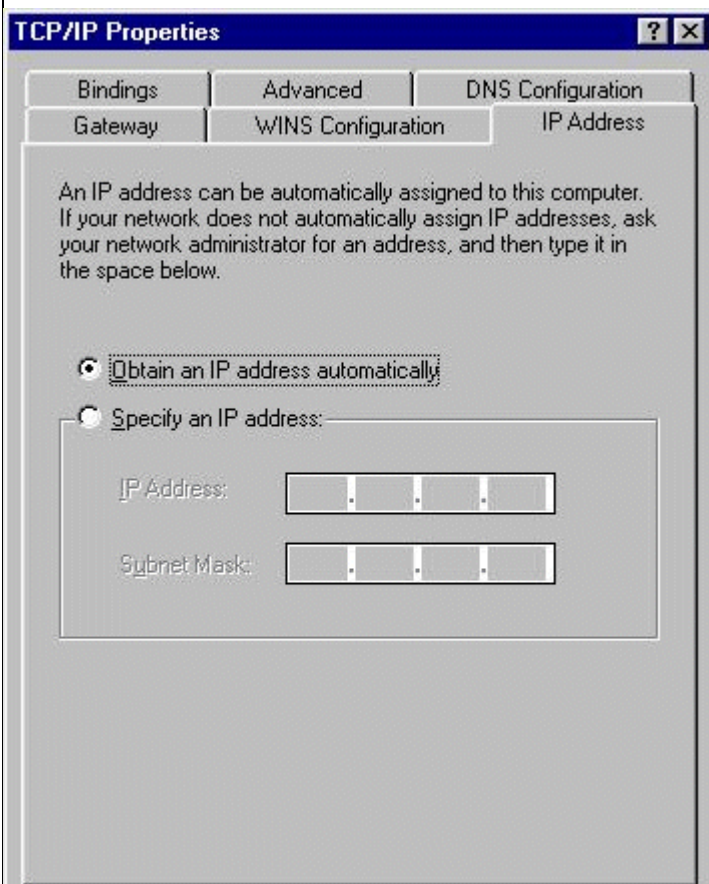 TCP/IP Properties
Bindings Advanced DNS Configuration
Gateway WINS Configuration IP Address
An IP address can be automatically assigned to this computer.
If your network does not automatically assign IP addresses, ask
your network administrator for an address, and then type it in
the space below.
Obtain an IP address automatically
Specify an IP address:
IP Address:
Subnet Mask: